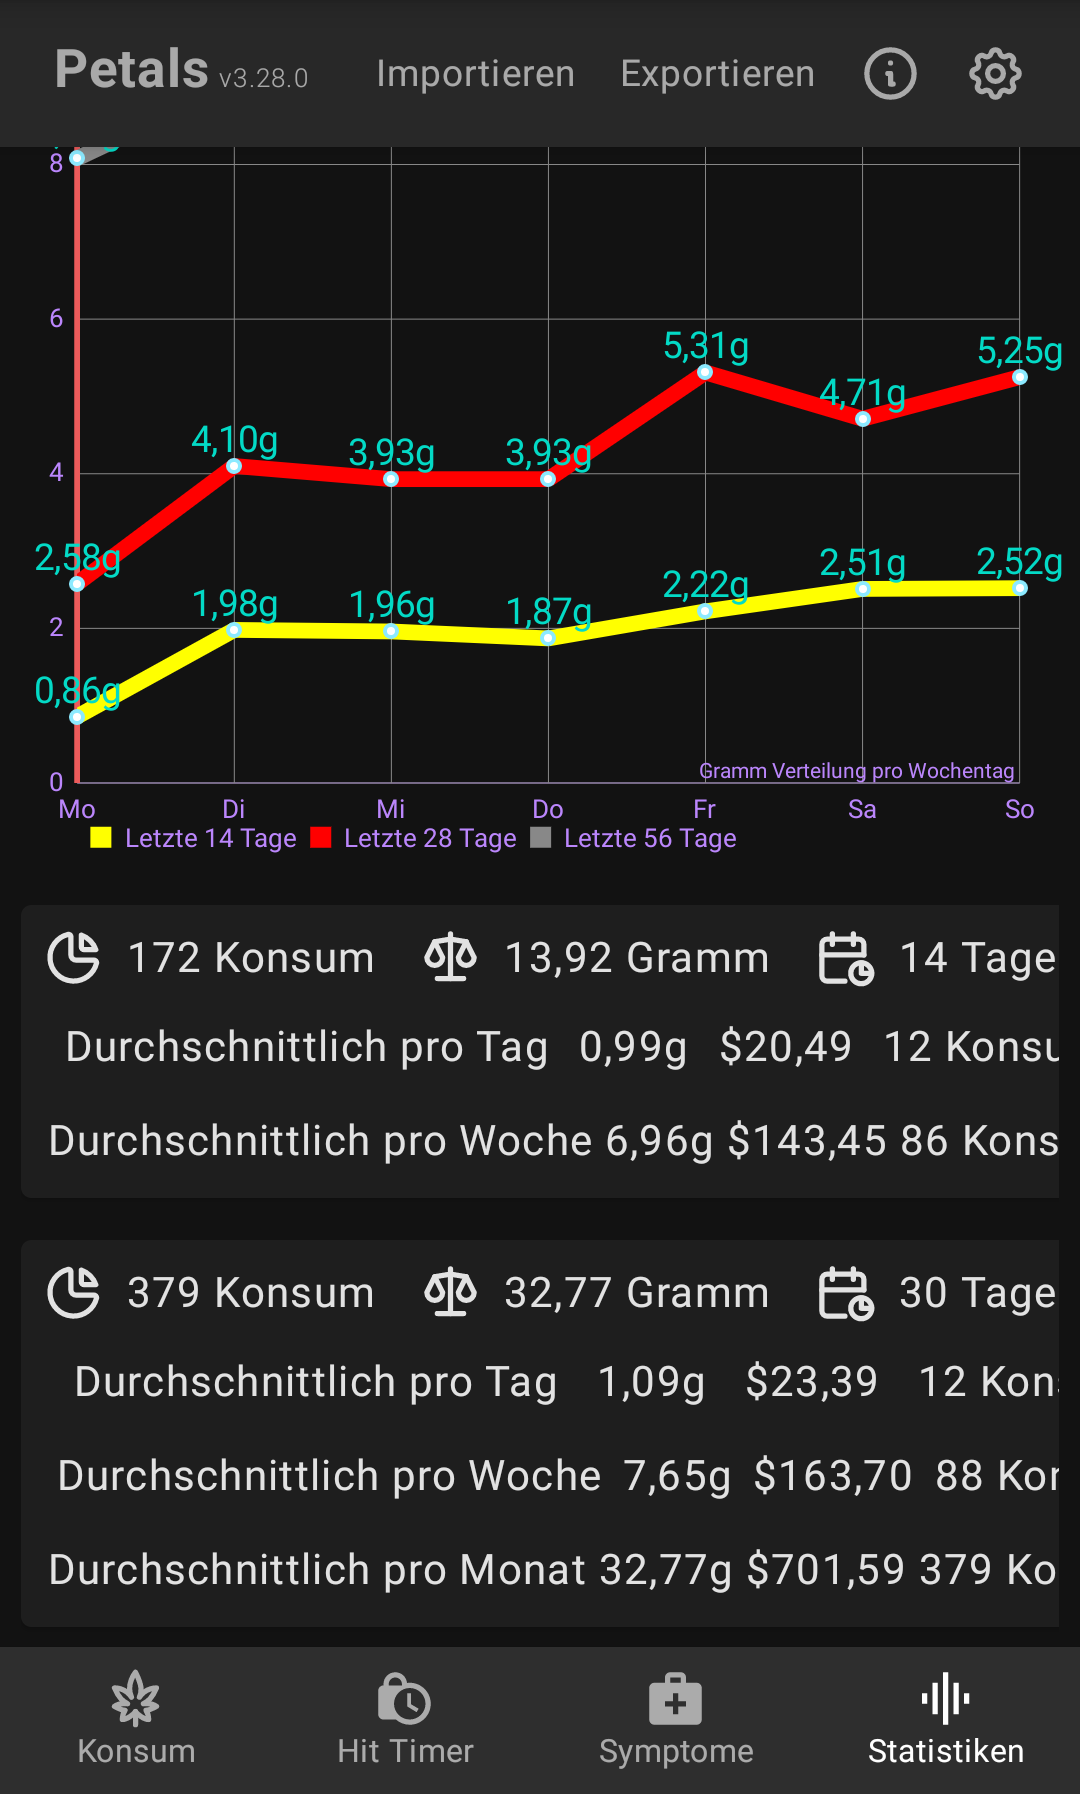 Petals v3.28.0 Importieren Exportieren
8
6
5,31g
5,25g
4,71g
4,10g
3,93g
3,93g
4
2,58g
2,51g
2,52g
2,22g
1,98g
1,96g
1,87g
2
0,86g
Gramm Verteilung pro Wochentag
0
Mo Di Mi Do Fr Sa So
Letzte 14 Tage Letzte 28 Tage Letzte 56 Tage
172 Konsum 13,92 Gramm 14 Tage
Durchschnittlich pro Tag 0,99g $20,49 12 Konsu
Durchschnittlich pro Woche 6,96g $143,45 86 Kons
379 Konsum 32,77 Gramm 30 Tage
Durchschnittlich pro Tag 1,09g $23,39 12 Kon
Durchschnittlich pro Woche 7,65g $163,70 88 Kon
Durchschnittlich pro Monat 32,77g $701,59 379 Ko
Konsum Hit Timer Symptome Statistiken